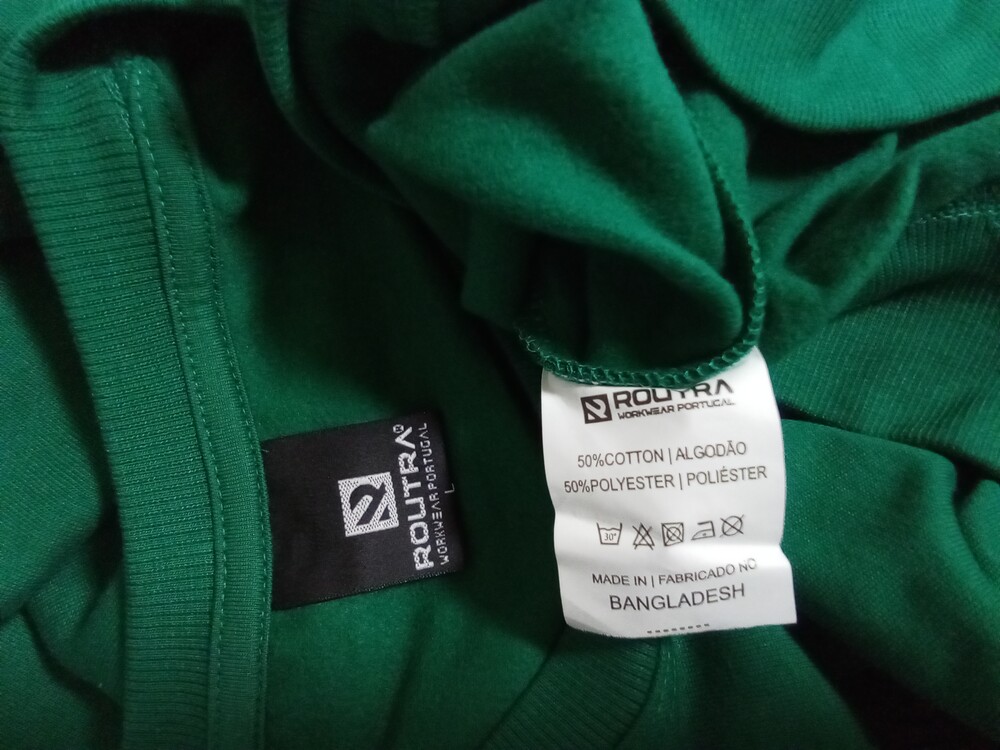 ROUTRA®
WORKWEAR PORTUGAL
L
ROUTRA
WORKWEAR PORTUGAL
50%COTTON | ALGODÃO
50%POLYESTER | POLIÉSTER
30°
MADE IN | FABRICADO NO
BANGLADESH